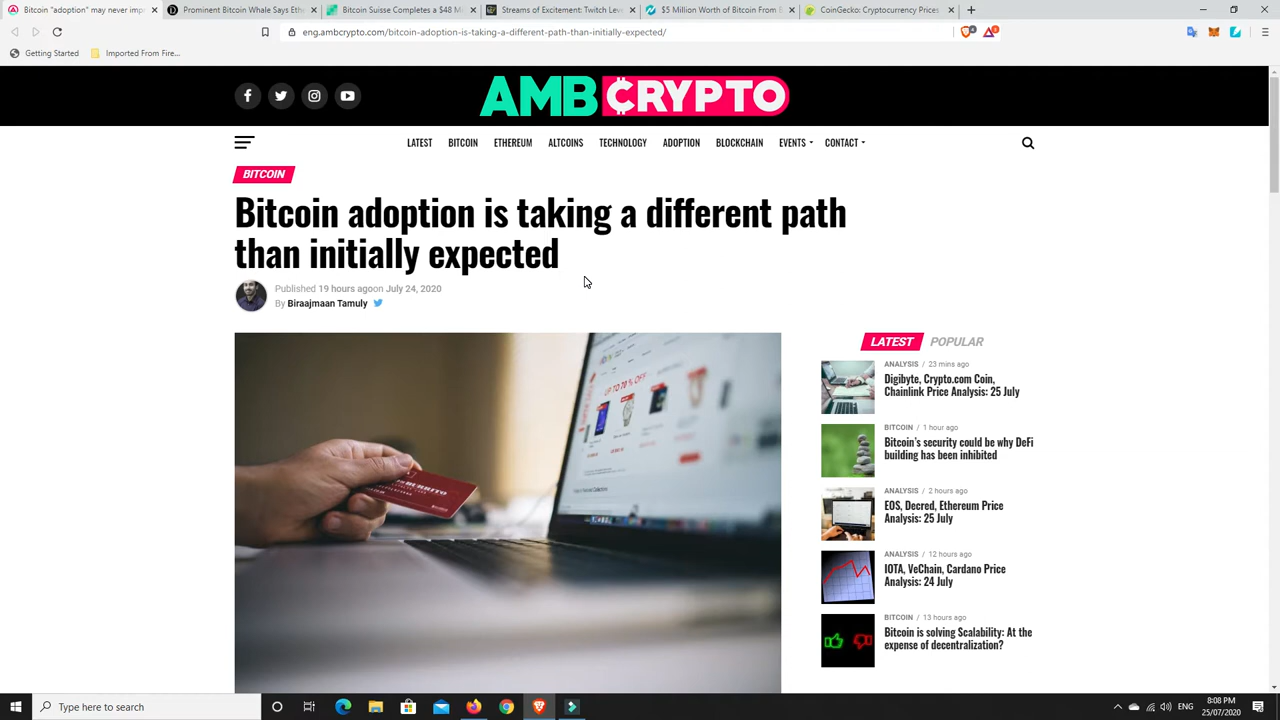 Bitcoin "adoption" may never imp
Prominent Whale Says Bitcoin S
Bitcoin Suisse Completes a $48 M
Streams of Excitement: Twitch Lev
$5 Million Worth of Bitcoin From B
CoinGecko: Cryptocurrency Prices
eng.ambcrypto.com/bitcoin-adoption-is-taking-a-different-path-than-initially-expected/
Getting Started
Imported From Fire...
AMBCRYPTO
LATEST BITCOIN ETHEREUM ALTCOINS TECHNOLOGY ADOPTION BLOCKCHAIN EVENTS CONTACT
BITCOIN
Bitcoin adoption is taking a different path
than initially expected
Published 19 hours agoon July 24, 2020
By Biraajmaan Tamuly
UP TO 70 % OFF*
LATEST POPULAR
ANALYSIS / 23 mins ago
Digibyte, Crypto.com Coin,
Chainlink Price Analysis: 25 July
BITCOIN / 1 hour ago
Bitcoin's security could be why DeFi
building has been inhibited
ANALYSIS / 2 hours ago
EOS, Decred, Ethereum Price
Analysis: 25 July
ANALYSIS / 12 hours ago
IOTA, VeChain, Cardano Price
Analysis: 24 July
BITCOIN / 13 hours ago
Bitcoin is solving Scalability: At the
expense of decentralization?
Type here to search
ENG
8:08 PM
25/07/2020